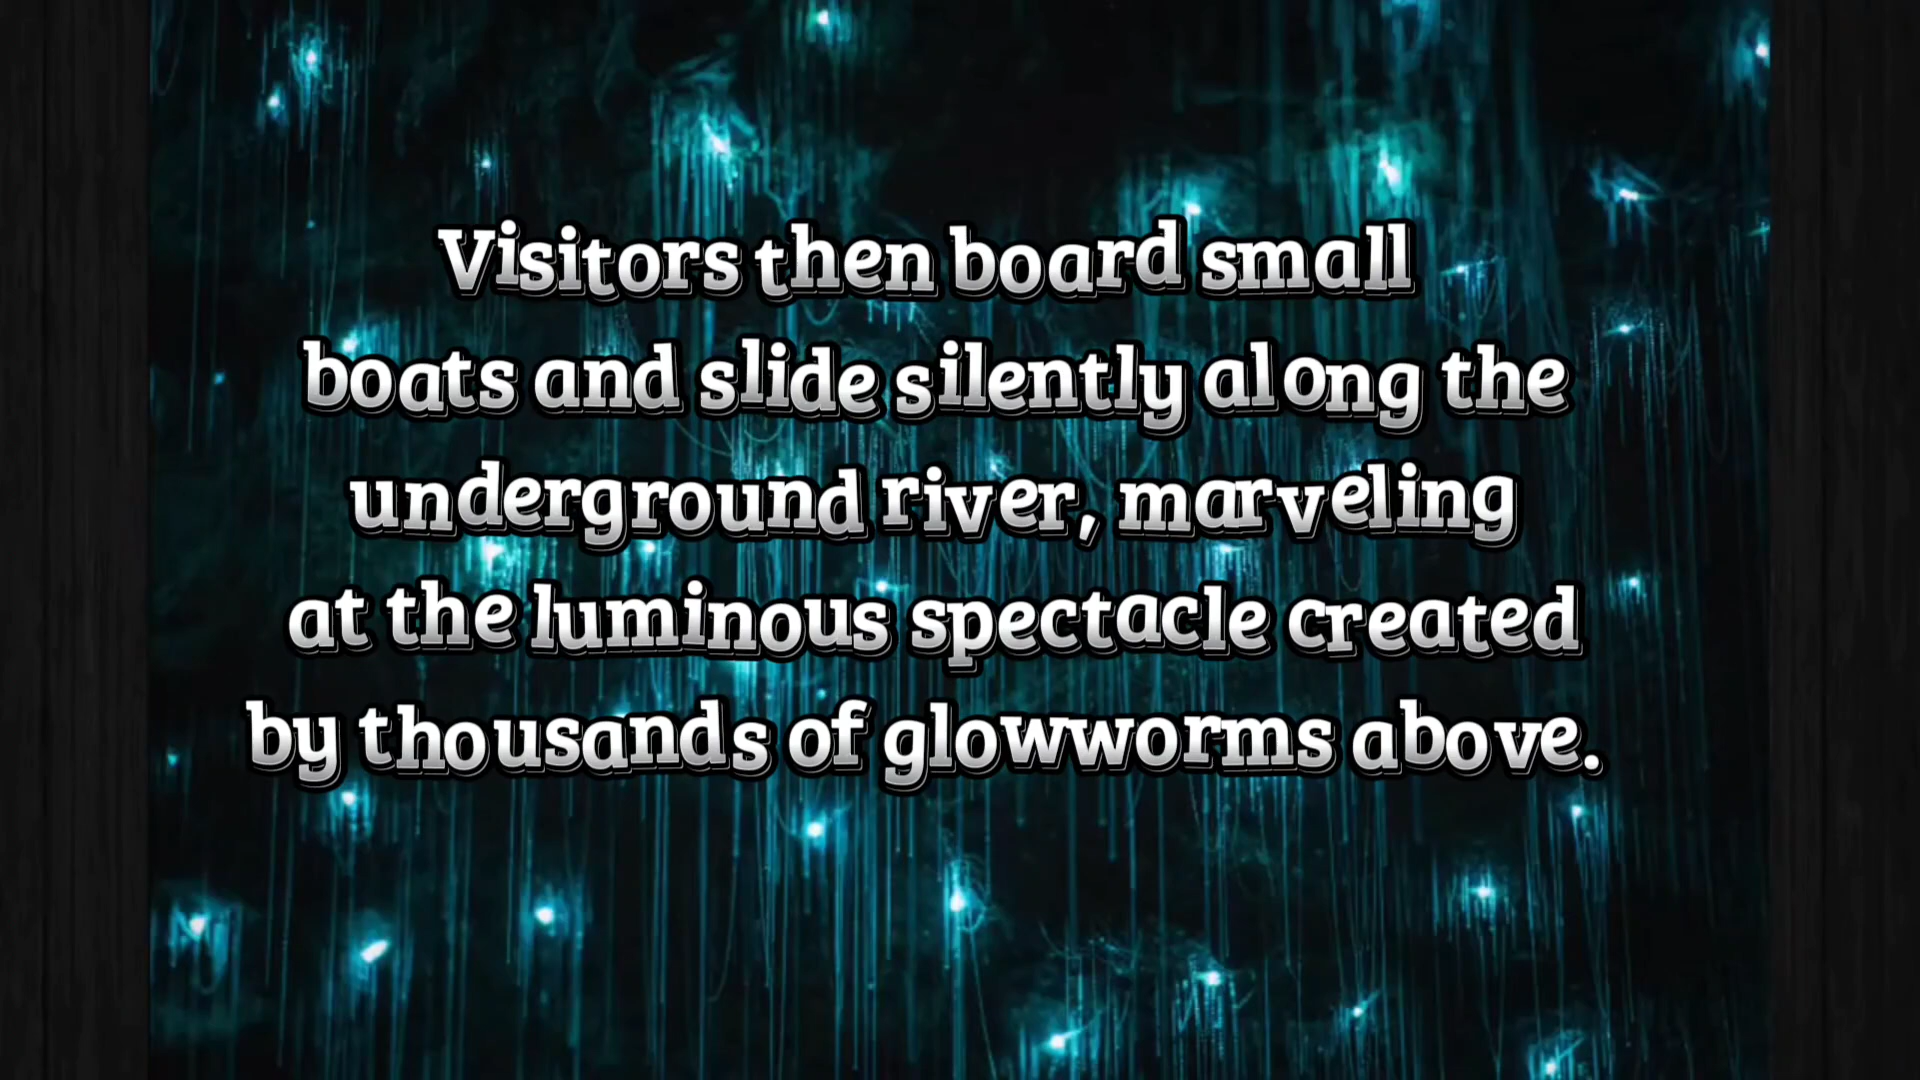 Visitors then board small
boats and slide silently along the
underground river, marveling
at the luminous spectacle created
by thousands of glowworms above.